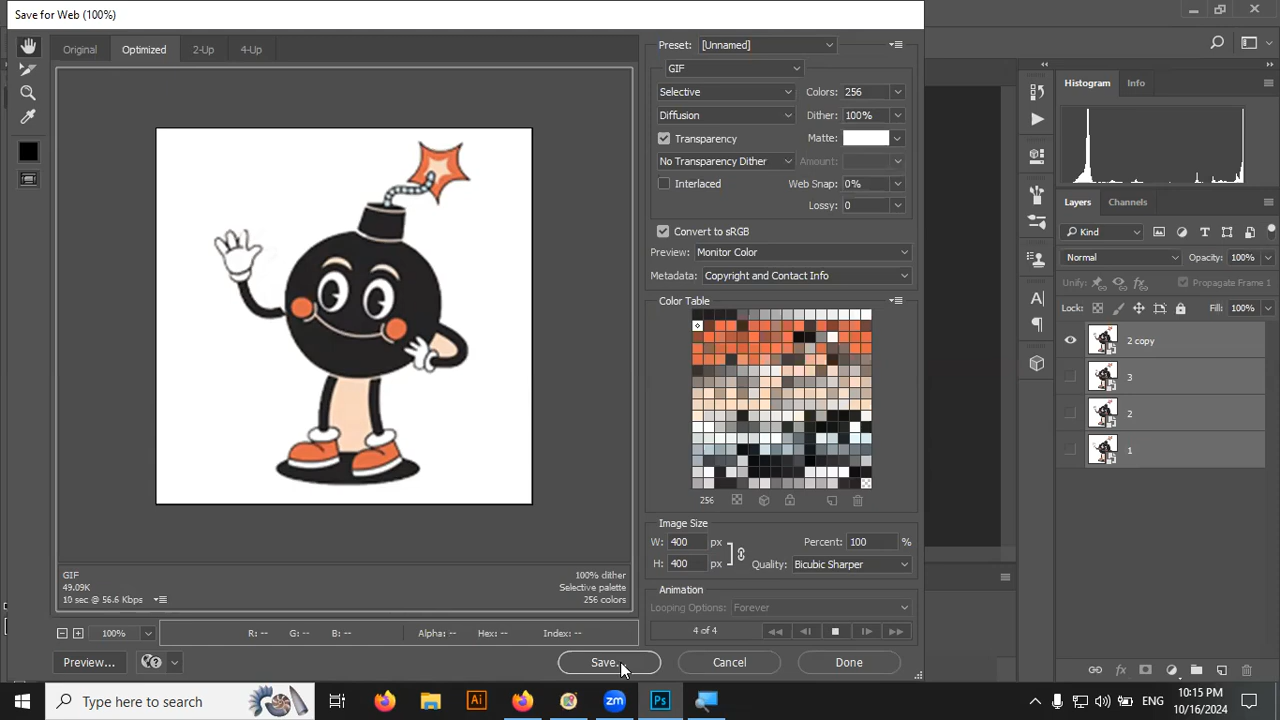 Save for Web (100%)
Original
Optimized
2-Up
4-Up
Preset: [Unnamed]
GIF
Selective
Colors: 256
Diffusion
Dither: 100%
Transparency
Matte:
No Transparency Dither
Amount:
Interlaced
Web Snap: 0%
Lossy: 0
Convert to sRGB
Preview: Monitor Color
Metadata: Copyright and Contact Info
Color Table
256
Image Size
W: 400 px
Percent: 100 %
H: 400 px
Quality: Bicubic Sharper
Animation
Looping Options: Forever
4 of 4
GIF
49.09K
10 sec @ 56.6 Kbps
100% dither
Selective palette
256 colors
100%
R: --
G: --
B: --
Alpha: --
Hex: --
Index: --
Preview...
Save...
Cancel
Done
Histogram
Info
Layers
Channels
Kind
Normal
Opacity: 100%
Unify:
Propagate Frame 1
Lock:
Fill: 100%
2 copy
3
2
1
Type here to search
Ai
zm
Ps
ENG
10:15 PM
10/16/2024